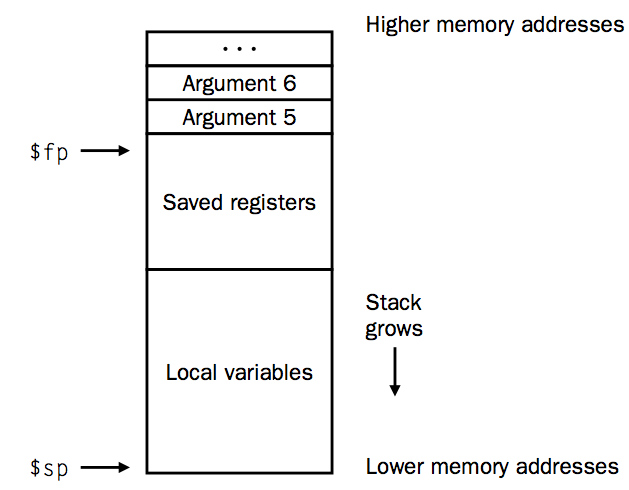 Higher memory addresses
...
Argument 6
Argument 5
$fp
Saved registers
Stack
grows
Local variables
$sp
Lower memory addresses